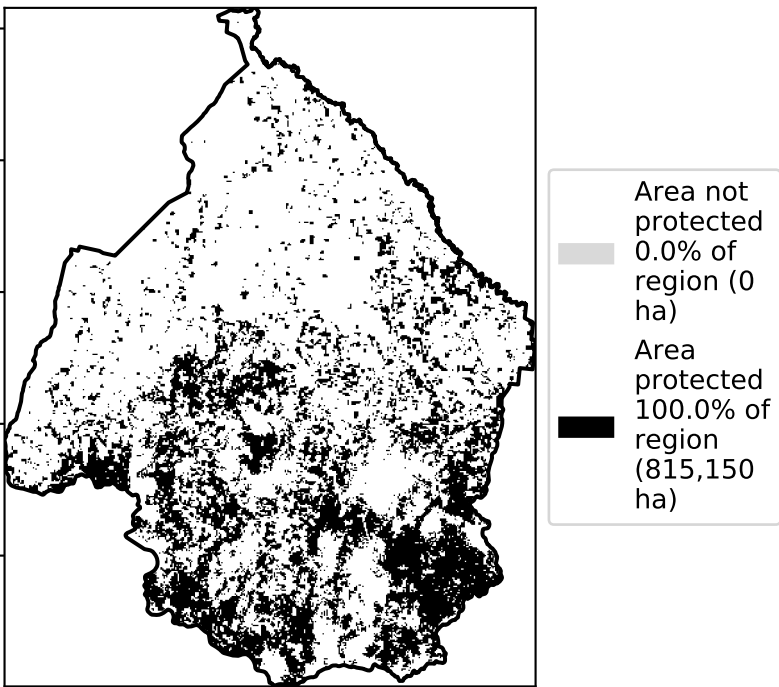 Area not
protected
0.0% of
region (0
ha)
Area
protected
100.0% of
region
(815,150
ha)